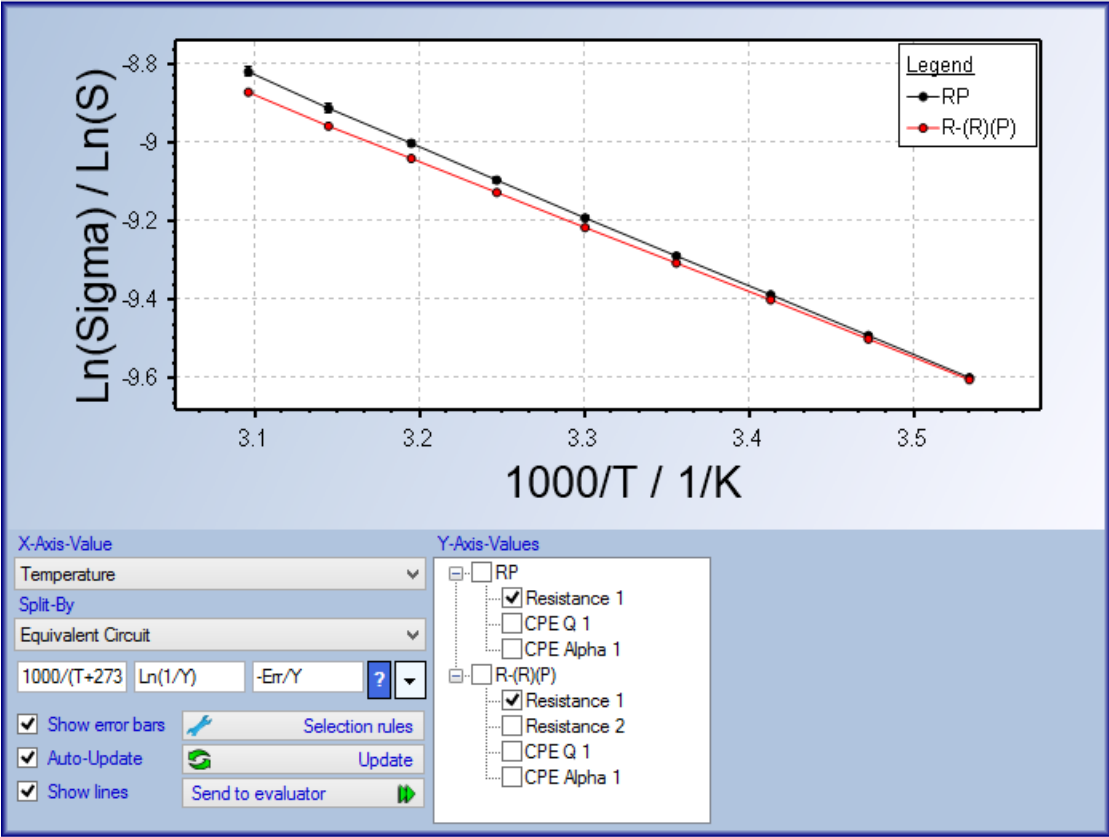 Ln(Sigma) / Ln(S)
-8.8
-9
-9.2
-9.4
-9.6
Legend
RP
R-(R)(P)
3.1
3.2
3.3
3.4
3.5
1000/T / 1/K
X-Axis-Value
Temperature
Split-By
Equivalent Circuit
1000/(T+273
Ln(1/Y)
-Err/Y
?
Show error bars
Selection rules
Auto-Update
Update
Show lines
Send to evaluator
Y-Axis-Values
RP
Resistance 1
CPE Q 1
CPE Alpha 1
R-(R)(P)
Resistance 1
Resistance 2
CPE Q 1
CPE Alpha 1